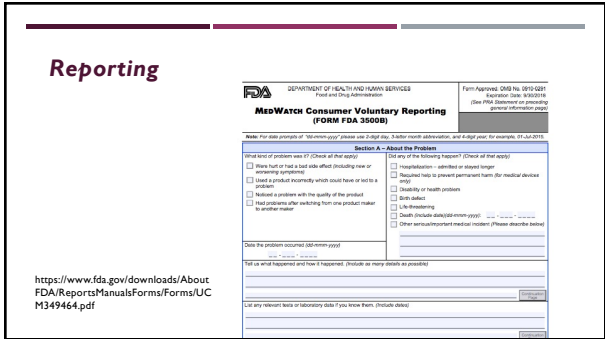 Reporting
https://www.fda.gov/downloads/About
FDA/ReportsManualsForms/Forms/UC
M349464.pdf
FDA
DEPARTMENT OF HEALTH AND HUMAN SERVICES
Food and Drug Administration
MEDWATCH Consumer Voluntary Reporting
(FORM FDA 3500B)
Form Approved: OMB No. 0910-0291
Expiration Date: 9/30/2018
(See PRA Statement on preceding
general information page)
Note: For date prompts of "dd-mmm-yyyy" please use 2-digit day, 3-letter month abbreviation, and 4-digit year; for example, 01-Jul-2015.
Section A – About the Problem
What kind of problem was it? (Check all that apply)
Were hurt or had a bad side effect (including new or
worsening symptoms)
Used a product incorrectly which could have or led to a
problem
Noticed a problem with the quality of the product
Had problems after switching from one product maker
to another maker
Did any of the following happen? (Check all that apply)
Hospitalization – admitted or stayed longer
Required help to prevent permanent harm (for medical devices
only)
Disability or health problem
Birth defect
Life-threatening
Death (Include date)(dd-mmm-yyyy):
Other serious/important medical incident (Please describe below)
Date the problem occurred (dd-mmm-yyyy)
Tell us what happened and how it happened. (Include as many details as possible)
Continuation
Page
List any relevant tests or laboratory data if you know them. (Include dates)
Continuation